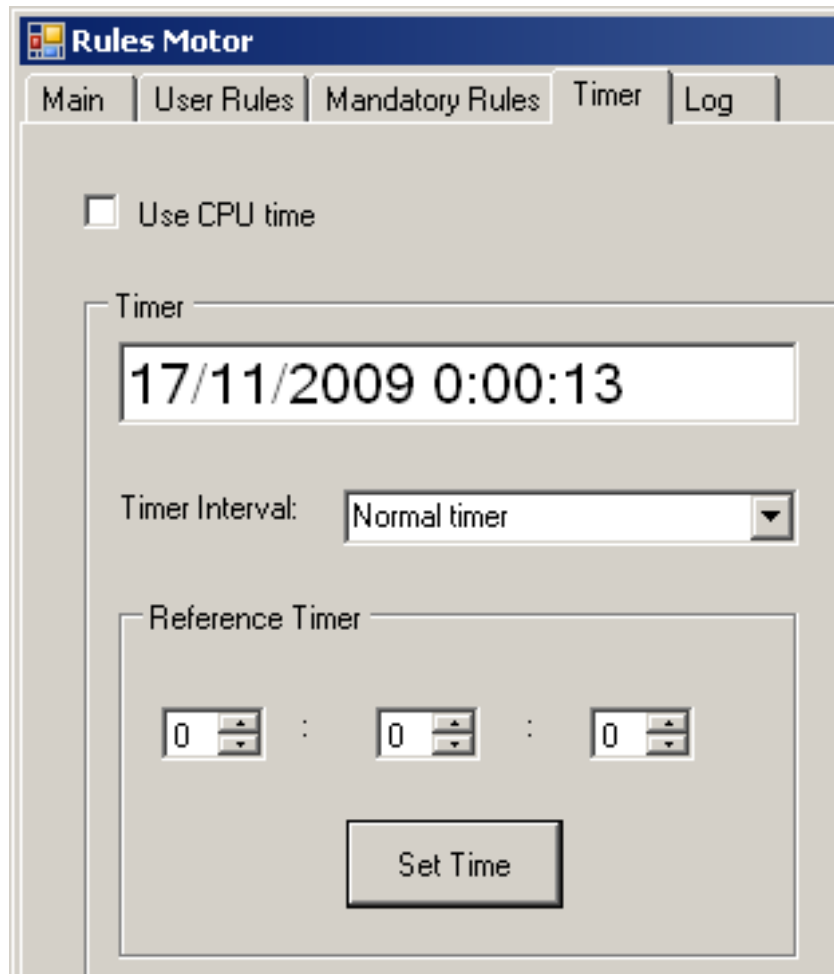 Rules Motor
Main User Rules Mandatory Rules Timer Log
Use CPU time
Timer
17/11/2009 0:00:13
Timer Interval: Normal timer
Reference Timer
0 : 0 : 0
Set Time